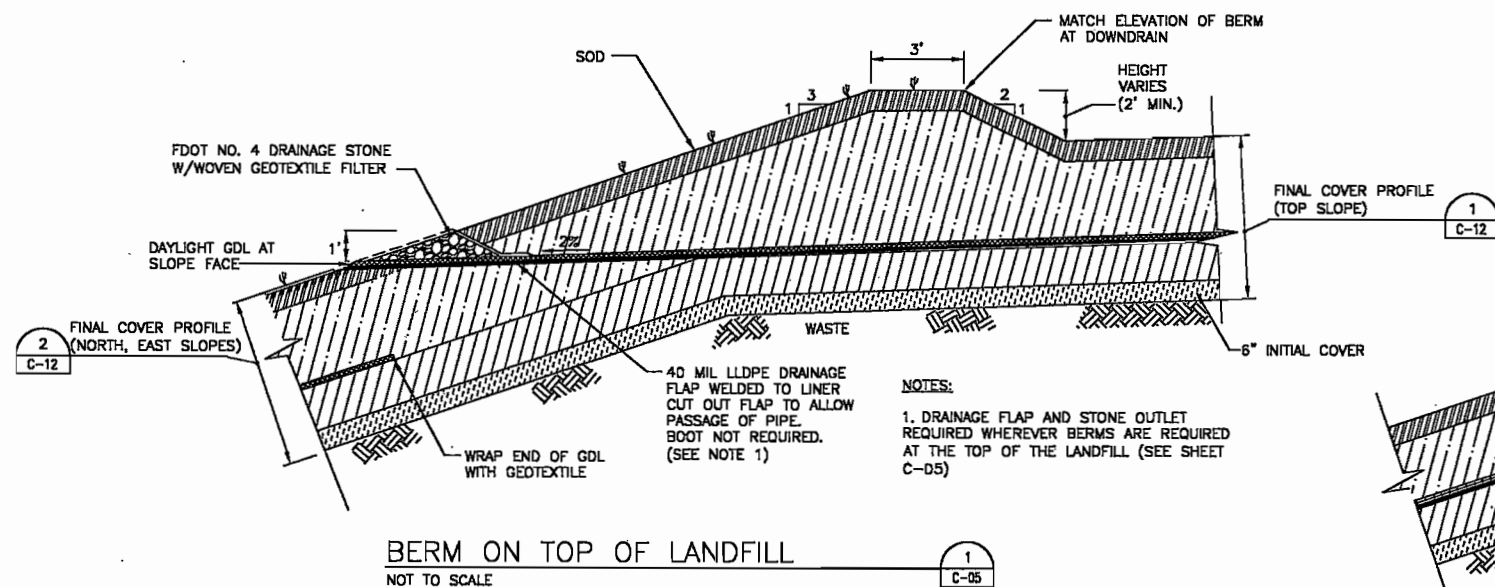 MATCH ELEVATION OF BERM
AT DOWNDRAIN
3'
SOD
HEIGHT
VARIES
(2' MIN.)
3
1
2
1
FDOT NO. 4 DRAINAGE STONE
W/WOVEN GEOTEXTILE FILTER
FINAL COVER PROFILE
(TOP SLOPE)
1
C-12
1'
2%
DAYLIGHT GDL AT
SLOPE FACE
2
C-12
FINAL COVER PROFILE
(NORTH, EAST SLOPES)
WASTE
6" INITIAL COVER
40 MIL LLDPE DRAINAGE
FLAP WELDED TO LINER
CUT OUT FLAP TO ALLOW
PASSAGE OF PIPE.
BOOT NOT REQUIRED.
(SEE NOTE 1)
NOTES:
1. DRAINAGE FLAP AND STONE OUTLET
REQUIRED WHEREVER BERMS ARE REQUIRED
AT THE TOP OF THE LANDFILL (SEE SHEET
C-05)
WRAP END OF GDL
WITH GEOTEXTILE
BERM ON TOP OF LANDFILL
NOT TO SCALE
1
C-05